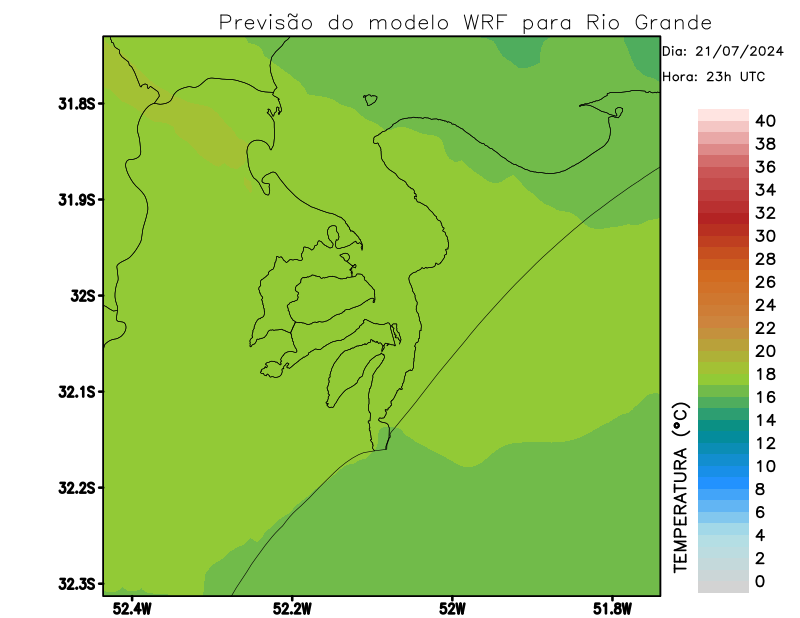 Previsão do modelo WRF para Rio Grande
Dia: 21/07/2024
Hora: 23h UTC
31.8S
31.9S
32S
32.1S
32.2S
32.3S
52.4W
52.2W
52W
51.8W
TEMPERATURA (°C)
40
38
36
34
32
30
28
26
24
22
20
18
16
14
12
10
8
6
4
2
0